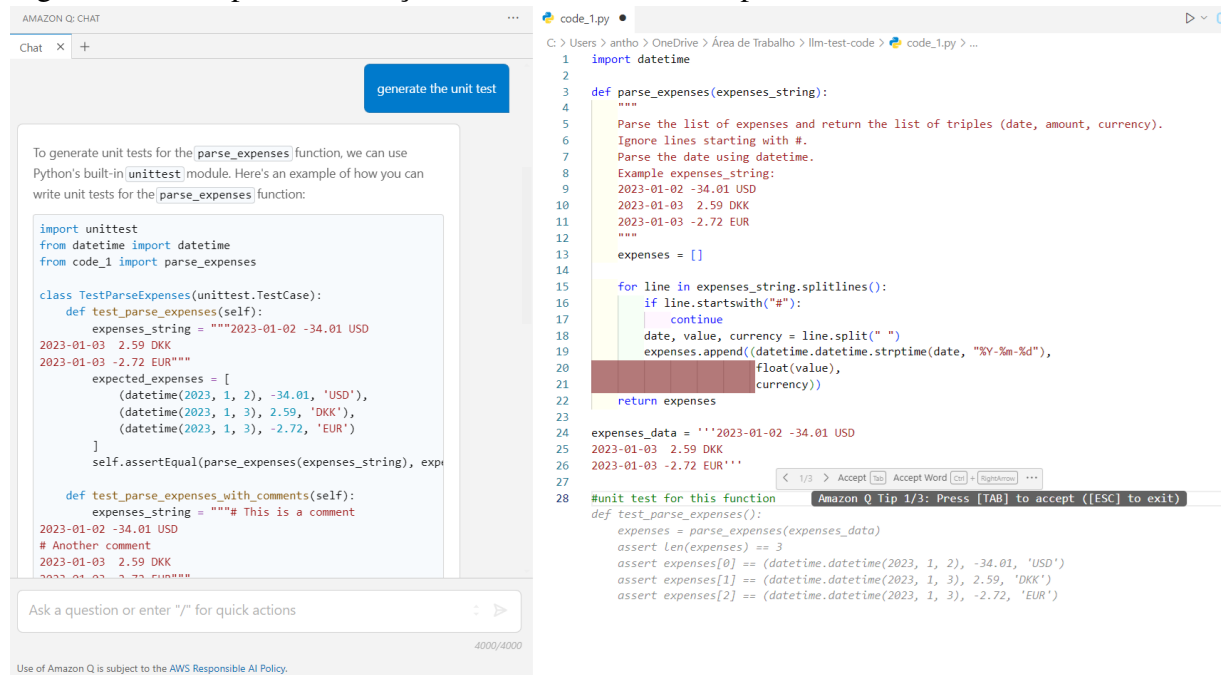 AMAZON Q: CHAT
Chat
generate the unit test
To generate unit tests for the parse_expenses function, we can use
Python's built-in unittest module. Here's an example of how you can
write unit tests for the parse_expenses function:
import unittest
from datetime import datetime
from code_1 import parse_expenses
class TestParseExpenses(unittest.TestCase):
    def test_parse_expenses(self):
        expenses_string = """2023-01-02 -34.01 USD
2023-01-03  2.59 DKK
2023-01-03 -2.72 EUR"""
        expected_expenses = [
            (datetime(2023, 1, 2), -34.01, 'USD'),
            (datetime(2023, 1, 3), 2.59, 'DKK'),
            (datetime(2023, 1, 3), -2.72, 'EUR')
        ]
        self.assertEqual(parse_expenses(expenses_string), expe
    def test_parse_expenses_with_comments(self):
        expenses_string = """# This is a comment
2023-01-02 -34.01 USD
# Another comment
2023-01-03  2.59 DKK
Ask a question or enter "/" for quick actions
4000/4000
Use of Amazon Q is subject to the AWS Responsible AI Policy.
code_1.py
C: > Users > antho > OneDrive > Área de Trabalho > llm-test-code > code_1.py > ...
1 import datetime
2
3 def parse_expenses(expenses_string):
4     """
5     Parse the list of expenses and return the list of triples (date, amount, currency).
6     Ignore lines starting with #.
7     Parse the date using datetime.
8     Example expenses_string:
9     2023-01-02 -34.01 USD
10     2023-01-03  2.59 DKK
11     2023-01-03 -2.72 EUR
12     """
13     expenses = []
14
15     for line in expenses_string.splitlines():
16         if line.startswith("#"):
17             continue
18         date, value, currency = line.split(" ")
19         expenses.append((datetime.datetime.strptime(date, "%Y-%m-%d"),
20                         float(value),
21                         currency))
22     return expenses
23
24 expenses_data = '''2023-01-02 -34.01 USD
25 2023-01-03  2.59 DKK
26 2023-01-03 -2.72 EUR'''
27
< 1/3 > Accept Tab Accept Word Ctrl + RightArrow ...
28 #unit test for this function Amazon Q Tip 1/3: Press [TAB] to accept ([ESC] to exit)
def test_parse_expenses():
    expenses = parse_expenses(expenses_data)
    assert len(expenses) == 3
    assert expenses[0] == (datetime.datetime(2023, 1, 2), -34.01, 'USD')
    assert expenses[1] == (datetime.datetime(2023, 1, 3), 2.59, 'DKK')
    assert expenses[2] == (datetime.datetime(2023, 1, 3), -2.72, 'EUR')